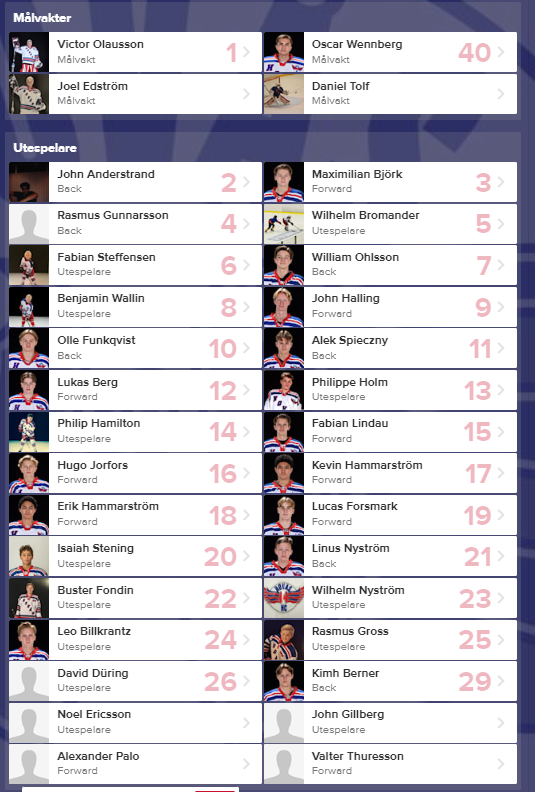 Målvakter
Victor Olausson 1
Målvakt
Oscar Wennberg 40
Målvakt
Joel Edström
Målvakt
Daniel Tolf
Målvakt
Utespelare
John Anderstrand 2
Back
Maximilian Björk 3
Forward
Rasmus Gunnarsson 4
Back
Wilhelm Bromander 5
Utespelare
Fabian Steffensen 6
Utespelare
William Ohlsson 7
Back
Benjamin Wallin 8
Utespelare
John Halling 9
Forward
Olle Funkqvist 10
Back
Alek Spieczny 11
Back
Lukas Berg 12
Forward
Philippe Holm 13
Utespelare
Philip Hamilton 14
Utespelare
Fabian Lindau 15
Forward
Hugo Jorfors 16
Forward
Kevin Hammarström 17
Forward
Erik Hammarström 18
Forward
Lucas Forsmark 19
Forward
Isaiah Stening 20
Utespelare
Linus Nyström 21
Back
Buster Fondin 22
Utespelare
Wilhelm Nyström 23
Utespelare
Leo Billkrantz 24
Utespelare
Rasmus Gross 25
Utespelare
David Düring 26
Utespelare
Kimh Berner 29
Back
Noel Ericsson
Utespelare
John Gillberg
Utespelare
Alexander Palo
Forward
Valter Thuresson
Forward